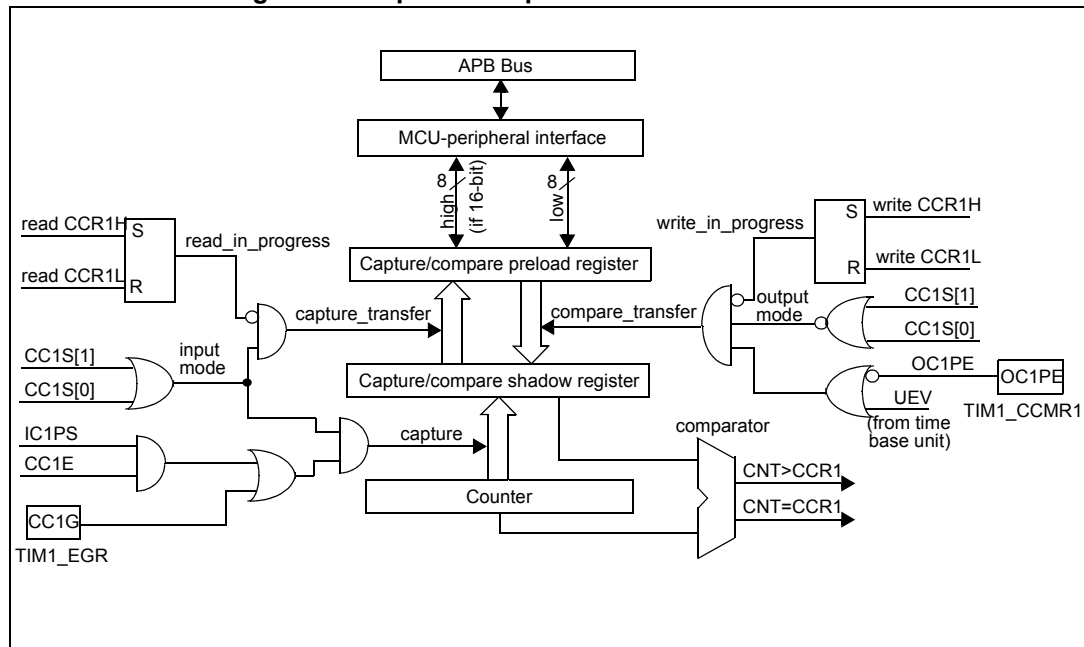 APB Bus
MCU-peripheral interface
8
high
(if 16-bit)
8
low
read CCR1H
S
read_in_progress
read CCR1L
R
write_in_progress
S
write CCR1H
R
write CCR1L
Capture/compare preload register
capture_transfer
compare_transfer
output
mode
CC1S[1]
CC1S[0]
CC1S[1]
CC1S[0]
input
mode
Capture/compare shadow register
OC1PE
OC1PE
UEV
TIM1_CCMR1
(from time
base unit)
IC1PS
CC1E
capture
comparator
CNT>CCR1
Counter
CNT=CCR1
CC1G
TIM1_EGR